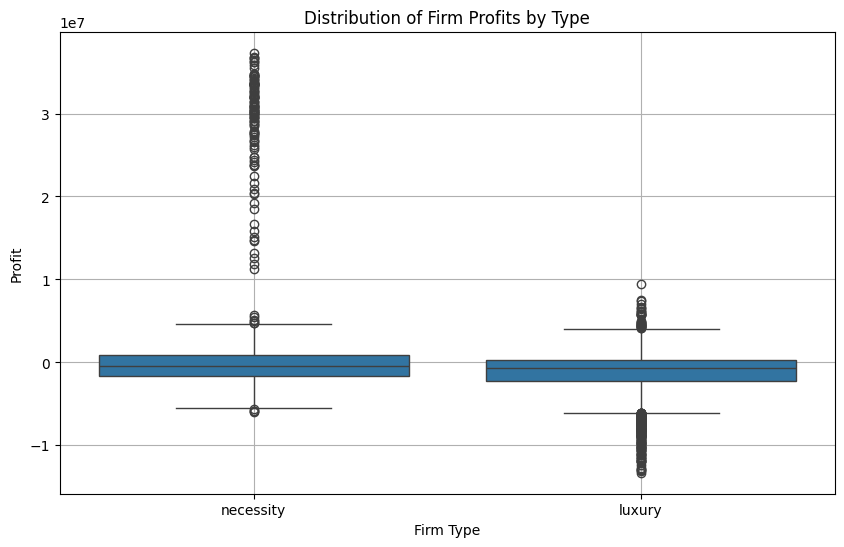 Distribution of Firm Profits by Type
1e7
3
2
1
0
−1
Profit
necessity luxury
Firm Type